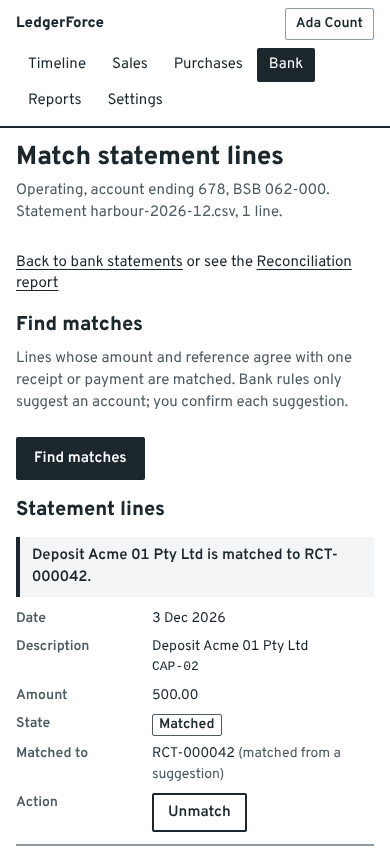 LedgerForce
Ada Count
Timeline Sales Purchases Bank
Reports Settings
Match statement lines
Operating, account ending 678, BSB 062-000.
Statement harbour-2026-12.csv, 1 line.
Back to bank statements or see the Reconciliation
report
Find matches
Lines whose amount and reference agree with one
receipt or payment are matched. Bank rules only
suggest an account; you confirm each suggestion.
Find matches
Statement lines
Deposit Acme 01 Pty Ltd is matched to RCT-
000042.
Date 3 Dec 2026
Description Deposit Acme 01 Pty Ltd
CAP-02
Amount 500.00
State Matched
Matched to RCT-000042 (matched from a
suggestion)
Action Unmatch